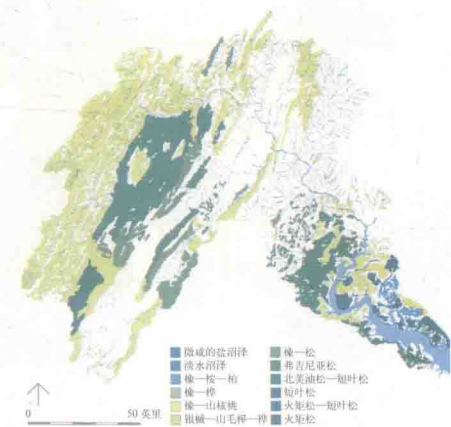 微咸的盐沼泽
淡水沼泽
橡—桉—柏
橡—桦
橡—山核桃
银槭—山毛榉—桦
橡—松
弗吉尼亚松
北美油松—短叶松
短叶松
火炬松—短叶松
火炬松
0 50 英里